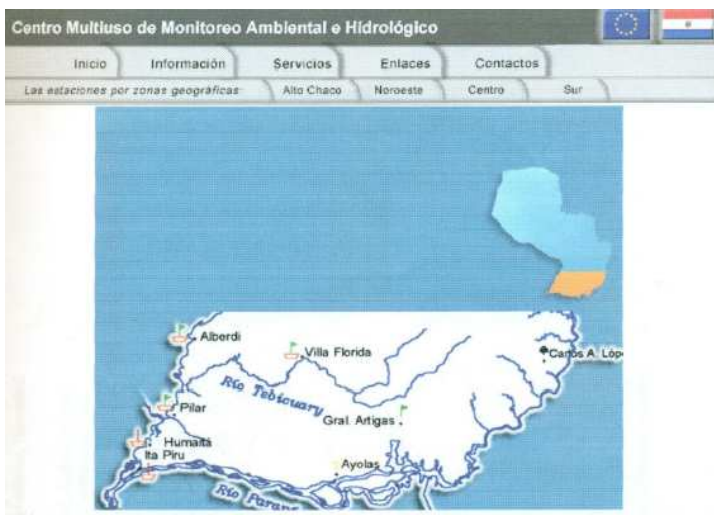 Centro Multiuso de Monitoreo Ambiental e Hidrológico
Inicio Información Servicios Enlaces Contactos
Las estaciones por zonas geográficas: Alto Chaco Noroeste Centro Sur
Alberdi
Villa Florida
Carlos A. Lópe
Río Tebicuary
Pilar
Gral. Artigas
Humaitá
Ita Piru
Ayolas
Río Paraná